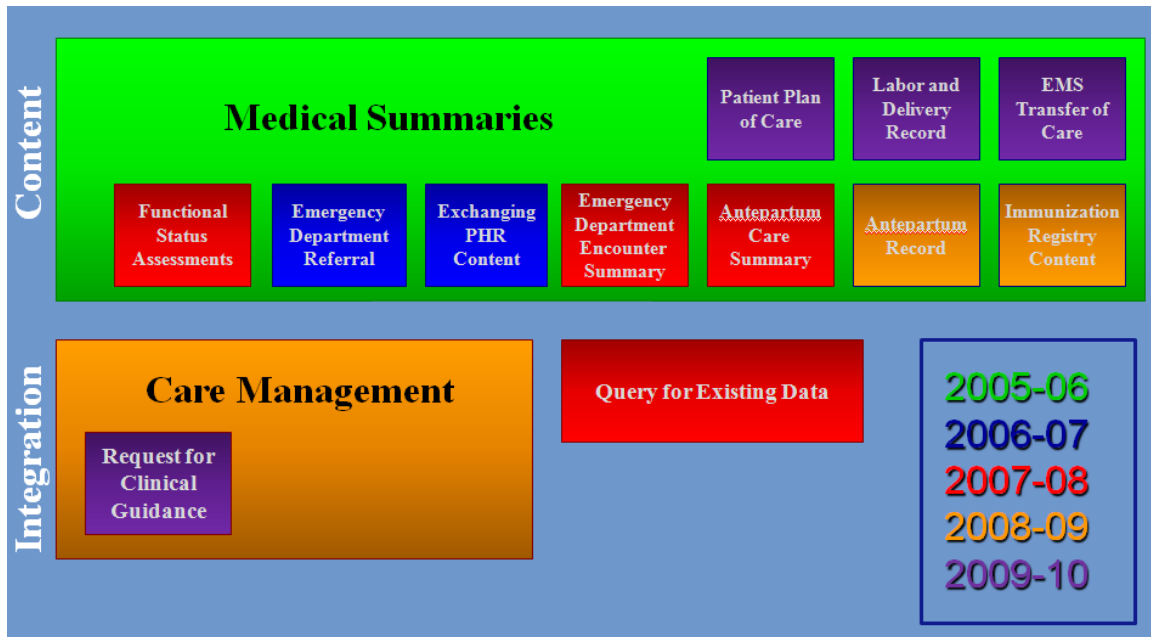 Content
Medical Summaries
Patient Plan
of Care
Labor and
Delivery
Record
EMS
Transfer of
Care
Functional
Status
Assessments
Emergency
Department
Referral
Exchanging
PHR
Content
Emergency
Department
Encounter
Summary
Antepartum
Care
Summary
Antepartum
Record
Immunization
Registry
Content
Integration
Care Management
Request for
Clinical
Guidance
Query for Existing Data
2005-06
2006-07
2007-08
2008-09
2009-10